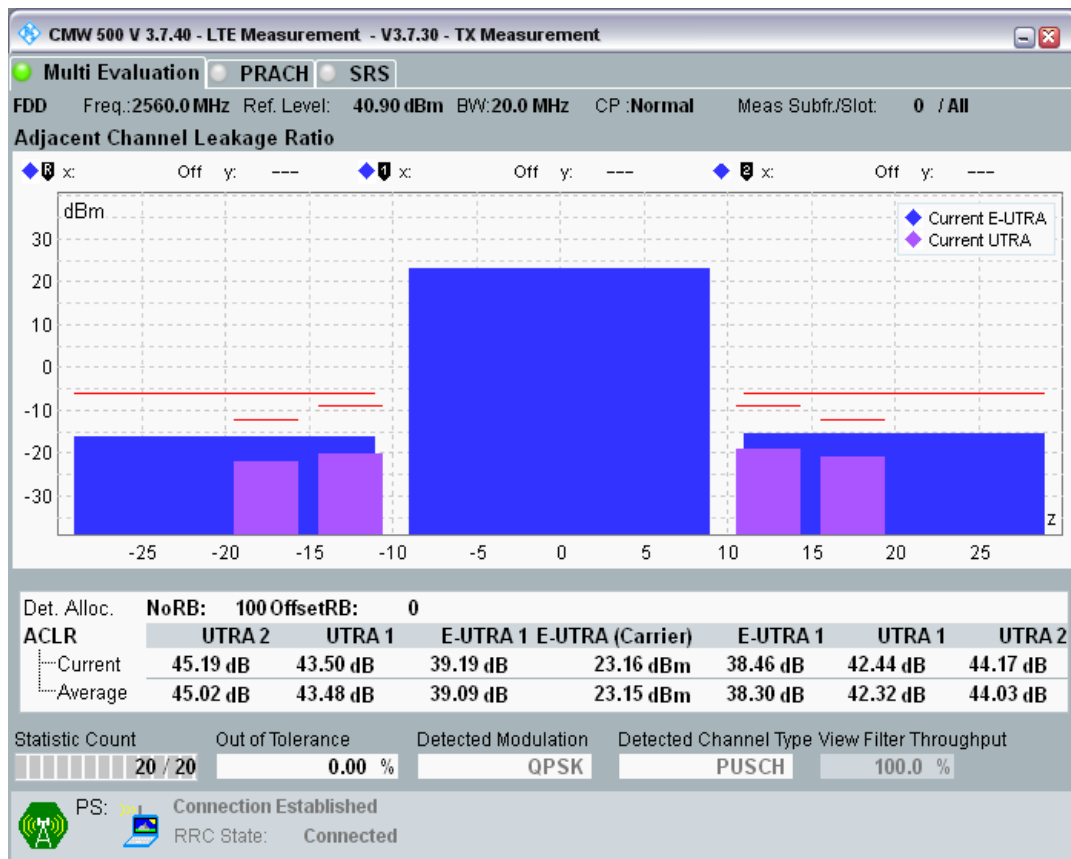 CMW 500 V 3.7.40 - LTE Measurement - V3.7.30 - TX Measurement
Multi Evaluation PRACH SRS
FDD Freq.:2560.0 MHz Ref. Level: 40.90 dBm BW:20.0 MHz CP :Normal Meas Subfr./Slot: 0 / All
Adjacent Channel Leakage Ratio
R x: Off y: --- 1 x: Off y: --- 2 x: Off y: ---
dBm
Current E-UTRA
Current UTRA
30
20
10
0
-10
-20
-30
z
-25 -20 -15 -10 -5 0 5 10 15 20 25
Det. Alloc. NoRB: 100 OffsetRB: 0
ACLR UTRA 2 UTRA 1 E-UTRA 1 E-UTRA (Carrier) E-UTRA 1 UTRA 1 UTRA 2
Current 45.19 dB 43.50 dB 39.19 dB 23.16 dBm 38.46 dB 42.44 dB 44.17 dB
Average 45.02 dB 43.48 dB 39.09 dB 23.15 dBm 38.30 dB 42.32 dB 44.03 dB
Statistic Count Out of Tolerance Detected Modulation Detected Channel Type View Filter Throughput
20 / 20 0.00 % QPSK PUSCH 100.0 %
PS: Connection Established
RRC State: Connected